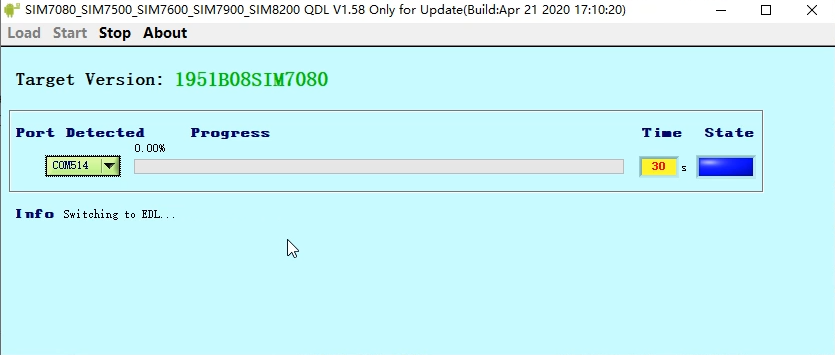 SIM7080_SIM7500_SIM7600_SIM7900_SIM8200 QDL V1.58 Only for Update(Build:Apr 21 2020 17:10:20)
Load Start Stop About
Target Version: 1951B08SIM7080
Port Detected Progress Time State
0.00%
COM514 30 s
Info Switching to EDL...